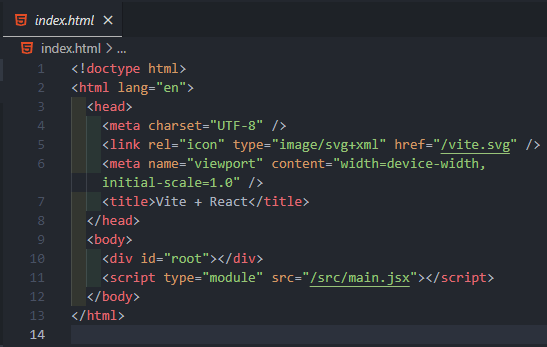 index.html ×
index.html > ...
1 <!doctype html>
2 <html lang="en">
3 <head>
4 <meta charset="UTF-8" />
5 <link rel="icon" type="image/svg+xml" href="/vite.svg" />
6 <meta name="viewport" content="width=device-width,
initial-scale=1.0" />
7 <title>Vite + React</title>
8 </head>
9 <body>
10 <div id="root"></div>
11 <script type="module" src="/src/main.jsx"></script>
12 </body>
13 </html>
14